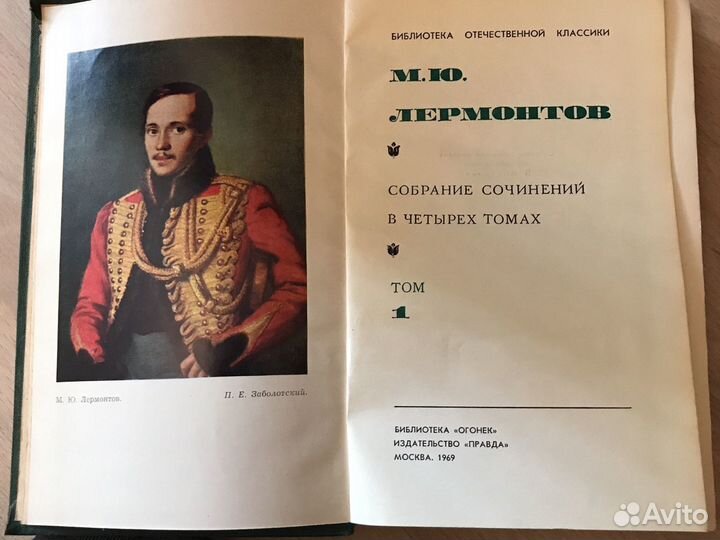 М. Ю. Лермонтов.
П. Е. Заболотский.
БИБЛИОТЕКА ОТЕЧЕСТВЕННОЙ КЛАССИКИ
М.Ю.
ЛЕРМОНТОВ
СОБРАНИЕ СОЧИНЕНИЙ
В ЧЕТЫРЕХ ТОМАХ
ТОМ
1
БИБЛИОТЕКА «ОГОНЕК»
ИЗДАТЕЛЬСТВО «ПРАВДА»
МОСКВА. 1969
Avito